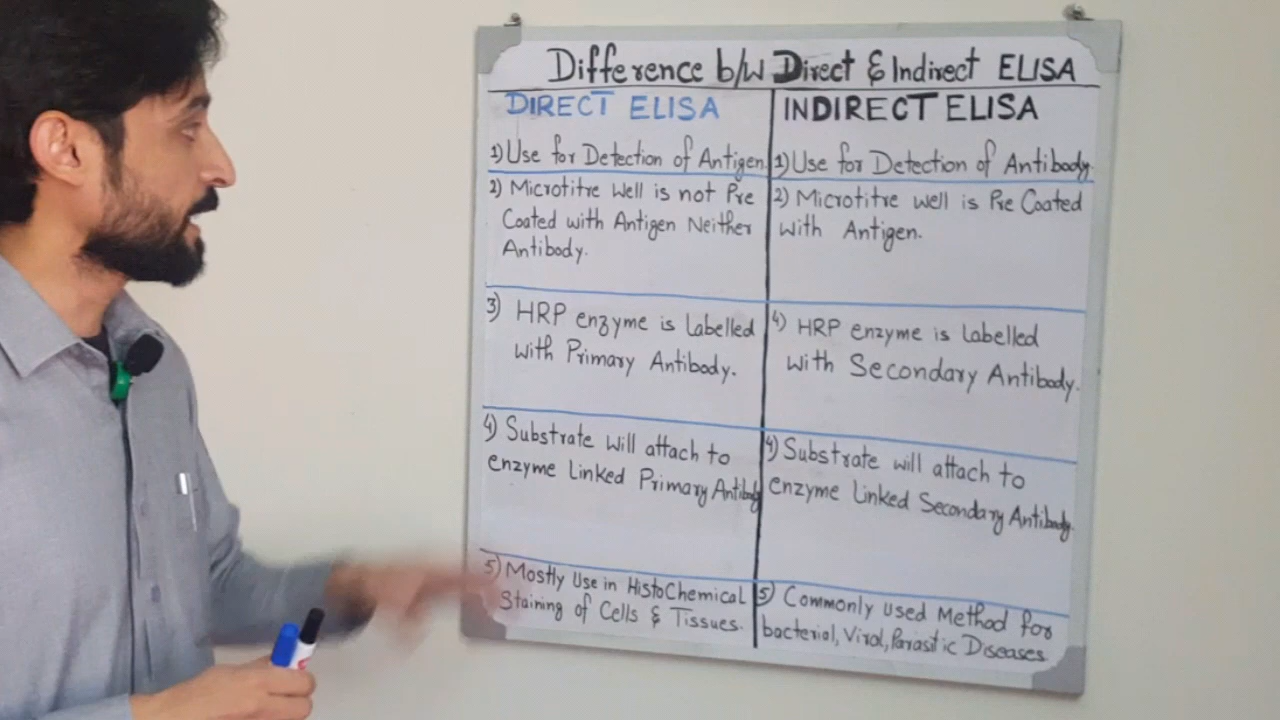 Difference b/w Direct & Indirect ELISA
DIRECT ELISA
1) Use for Detection of Antigen.
2) Microtitre Well is not Pre
Coated with Antigen Neither
Antibody.
3) HRP enzyme is Labelled
with Primary Antibody.
4) Substrate will attach to
enzyme Linked Primary Antibody
5) Mostly Use in HistoChemical
Staining of Cells & Tissues.
INDIRECT ELISA
1) Use for Detection of Antibody.
2) Microtitre well is Pre Coated
with Antigen.
4) HRP enzyme is Labelled
with Secondary Antibody.
4) Substrate will attach to
enzyme Linked Secondary Antibody.
5) Commonly Used Method for
bacterial, Viral, Parasitic Diseases